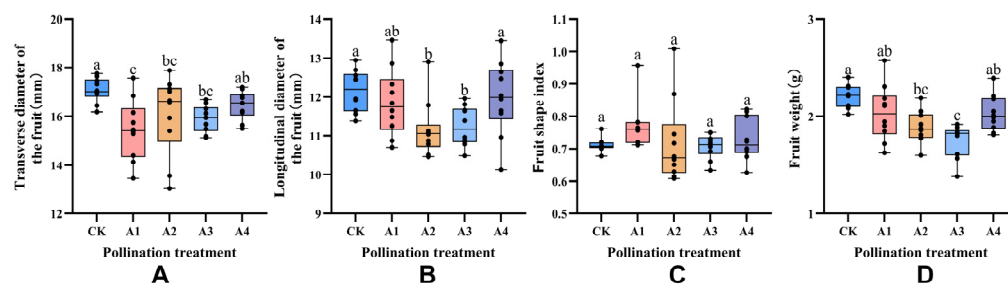 Transverse diameter of
the fruit (mm)
20
18
16
14
12
a
c
bc
bc
ab
CK
A1
A2
A3
A4
Pollination treatment
A
Longitudinal diameter of
the fruit (mm)
14
13
12
11
10
9
a
ab
b
b
a
CK
A1
A2
A3
A4
Pollination treatment
B
Fruit shape index
1.1
1.0
0.9
0.8
0.7
0.6
0.5
a
a
a
a
a
CK
A1
A2
A3
A4
Pollination treatment
C
Fruit weight (g)
3
2
1
a
ab
bc
c
ab
CK
A1
A2
A3
A4
Pollination treatment
D